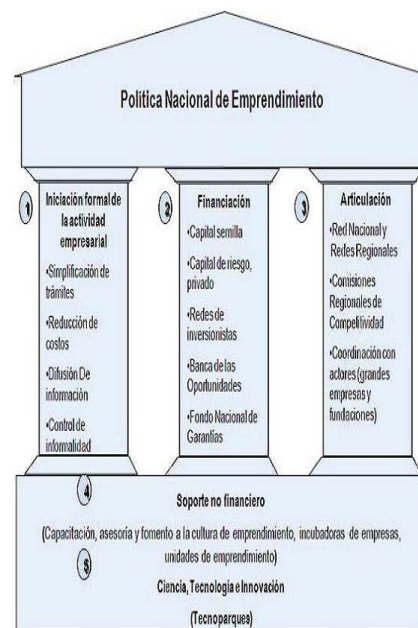 Política Nacional de Emprendimiento
1
Iniciación formal de
la actividad
empresarial
•Simplificación de
trámites
•Reducción de
costos
•Difusión De
información
•Control de
informalidad
2
Financiación
•Capital semilla
•Capital de riesgo,
privado
•Redes de
inversionistas
•Banca de las
Oportunidades
•Fondo Nacional de
Garantías
3
Articulación
•Red Nacional y
Redes Regionales
•Comisiones
Regionales de
Competitividad
•Coordinación con
actores (grandes
empresas y
fundaciones)
4
Soporte no financiero
(Capacitación, asesoría y fomento a la cultura de emprendimiento, incubadoras de empresas,
unidades de emprendimiento)
5
Ciencia, Tecnología e Innovación
(Tecnoparques)